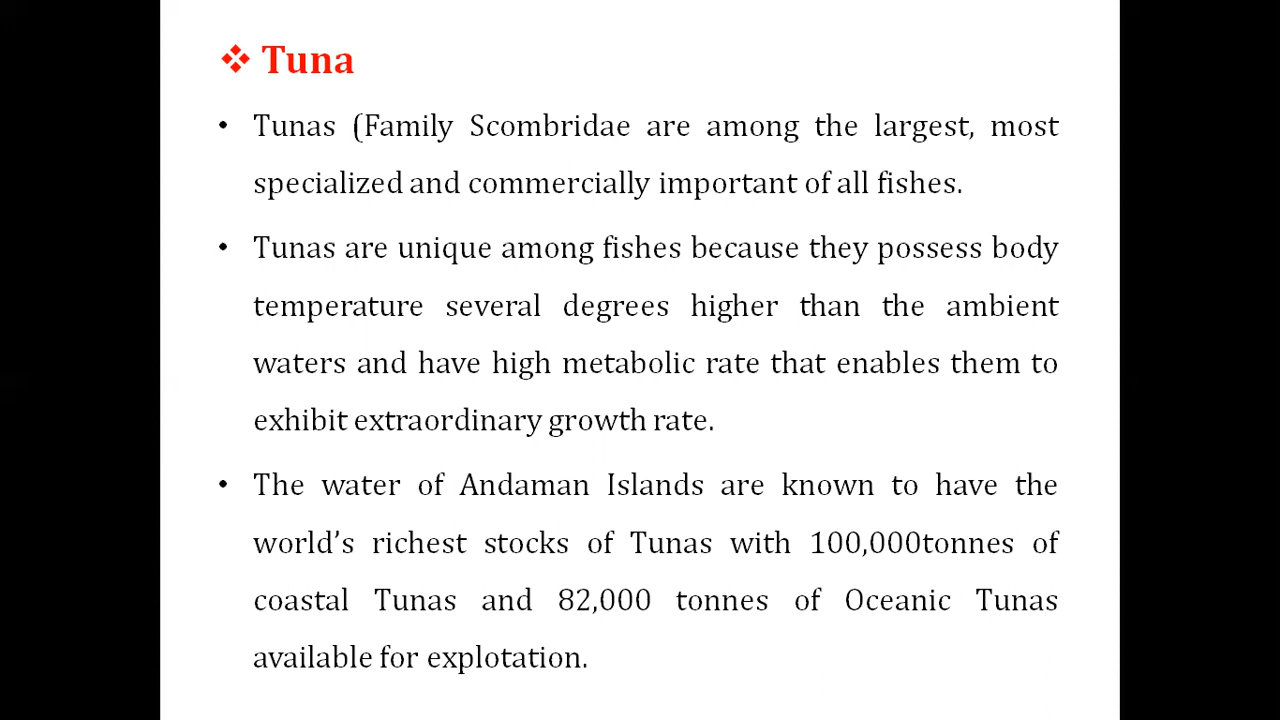 ❖ Tuna
• Tunas (Family Scombridae are among the largest, most
specialized and commercially important of all fishes.
• Tunas are unique among fishes because they possess body
temperature several degrees higher than the ambient
waters and have high metabolic rate that enables them to
exhibit extraordinary growth rate.
• The water of Andaman Islands are known to have the
world’s richest stocks of Tunas with 100,000tonnes of
coastal Tunas and 82,000 tonnes of Oceanic Tunas
available for explotation.